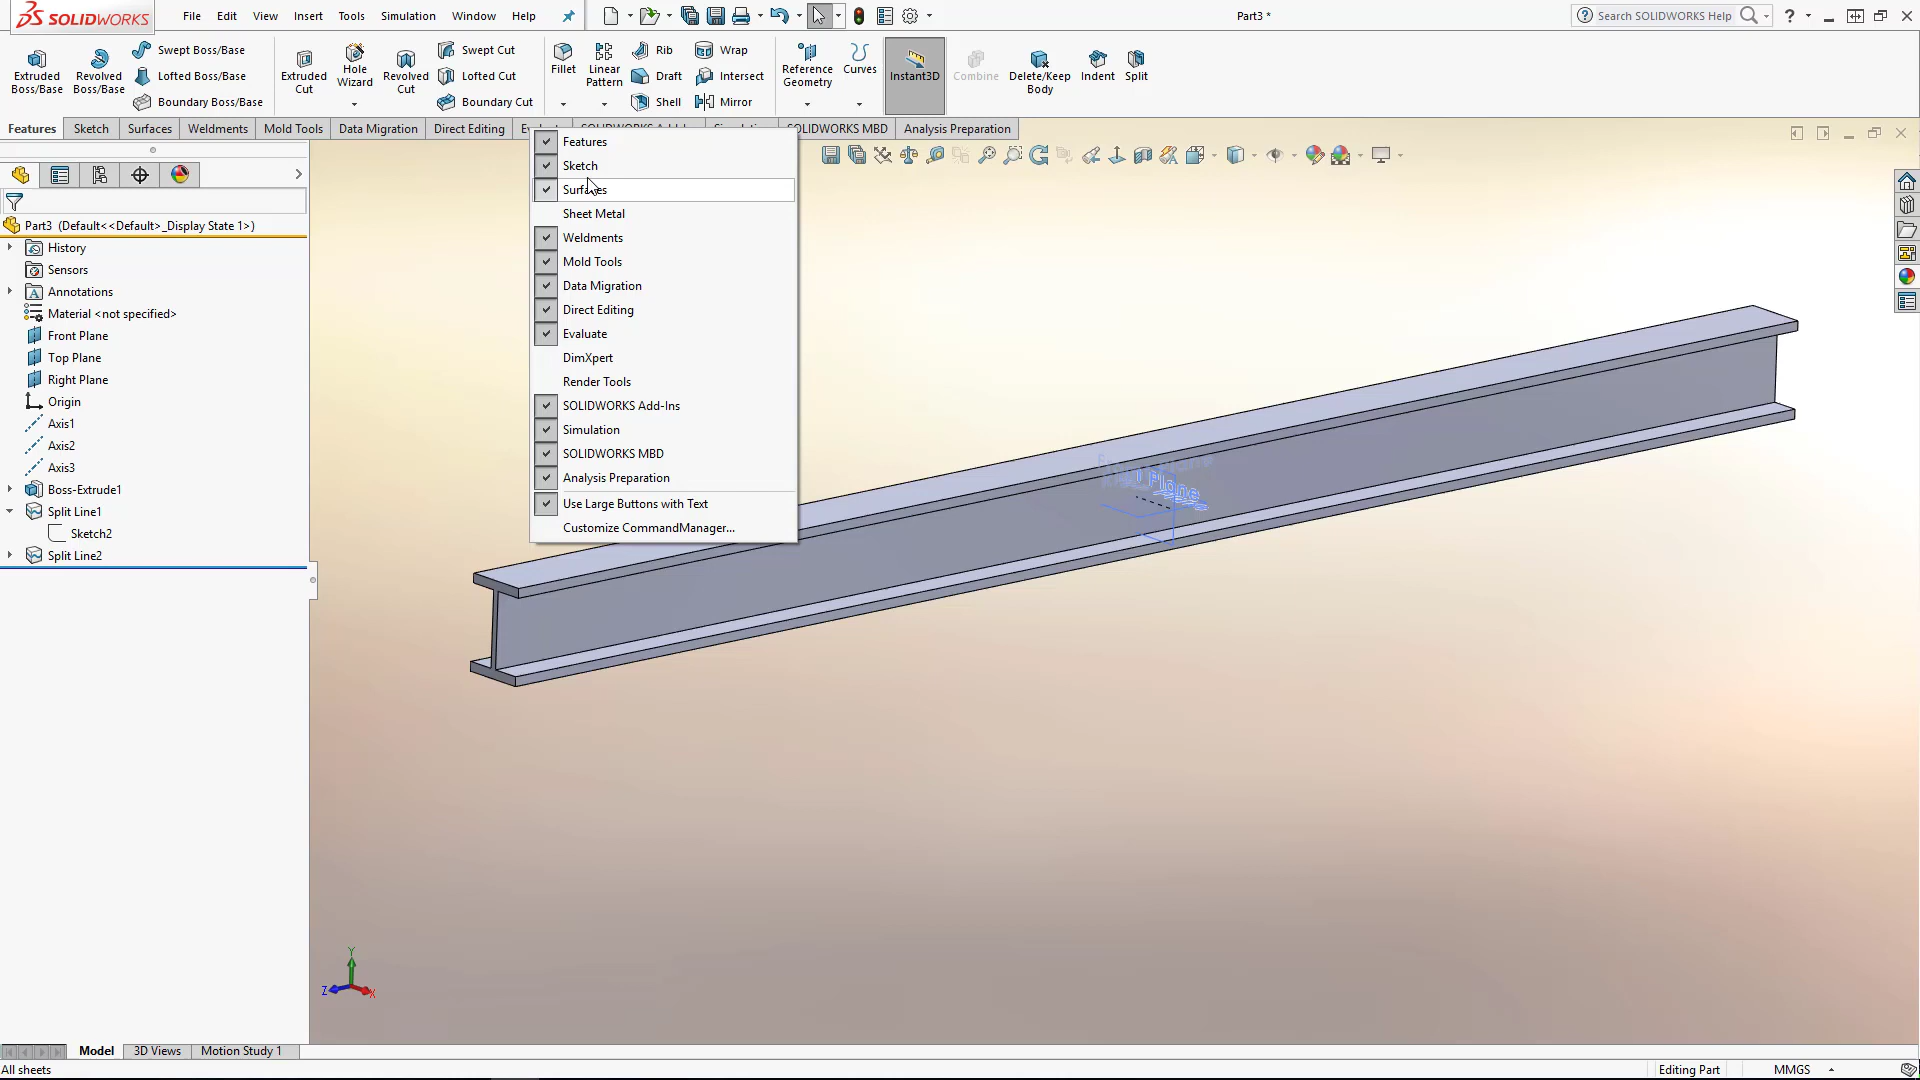 SOLIDWORKS
File Edit View Insert Tools Simulation Window Help
Part3 *
Search SOLIDWORKS Help
Extruded Boss/Base
Revolved Boss/Base
Swept Boss/Base
Lofted Boss/Base
Boundary Boss/Base
Extruded Cut
Hole Wizard
Revolved Cut
Swept Cut
Lofted Cut
Boundary Cut
Fillet
Linear Pattern
Rib
Draft
Shell
Wrap
Intersect
Mirror
Reference Geometry
Curves
Instant3D
Combine
Delete/Keep Body
Indent
Split
Features Sketch Surfaces Weldments Mold Tools Data Migration Direct Editing SOLIDWORKS MBD Analysis Preparation
Part3 (Default<<Default>_Display State 1>)
History
Sensors
Annotations
Material <not specified>
Front Plane
Top Plane
Right Plane
Origin
Axis1
Axis2
Axis3
Boss-Extrude1
Split Line1
Sketch2
Split Line2
Features
Sketch
Surfaces
Sheet Metal
Weldments
Mold Tools
Data Migration
Direct Editing
Evaluate
DimXpert
Render Tools
SOLIDWORKS Add-Ins
Simulation
SOLIDWORKS MBD
Analysis Preparation
Use Large Buttons with Text
Customize CommandManager...
Plane
Y
Z
X
Model 3D Views Motion Study 1
All sheets
Editing Part
MMGS